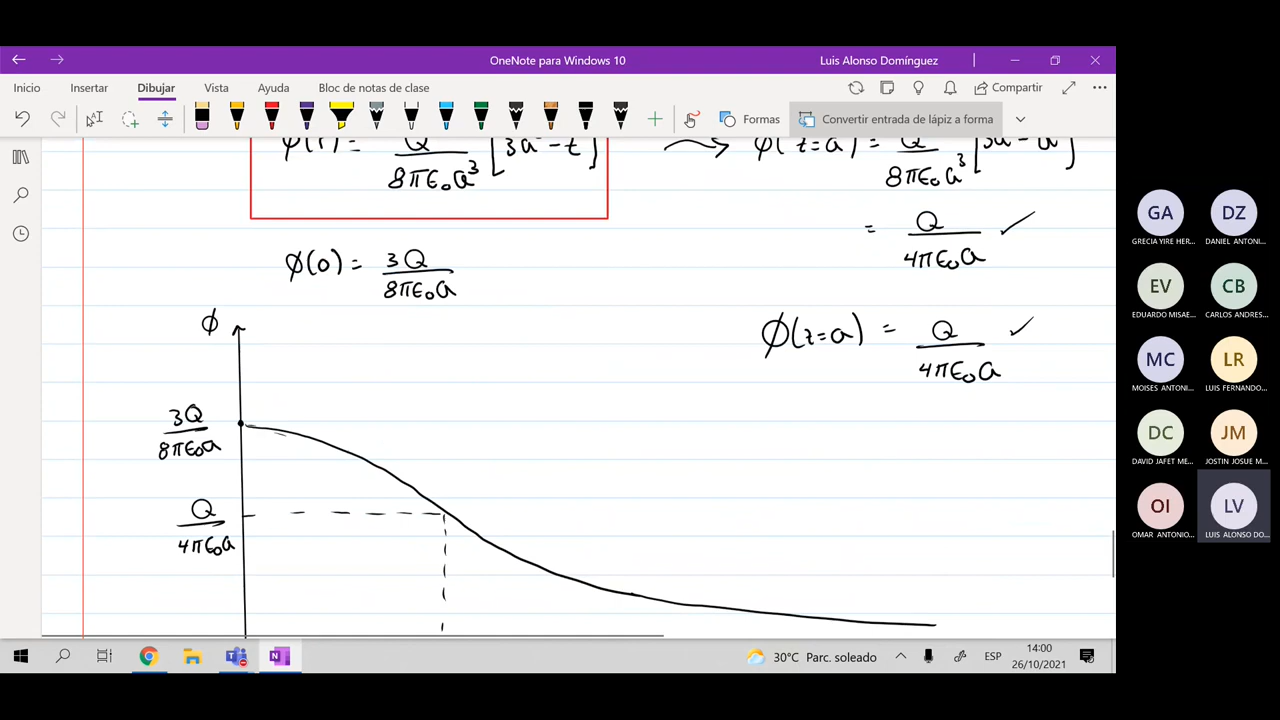 OneNote para Windows 10
Luis Alonso Domínguez
Inicio Insertar Dibujar Vista Ayuda Bloc de notas de clase
Compartir
Formas
Convertir entrada de lápiz a forma
8πε₀a³
8πε₀a³
= Q / 4πε₀a ✓
ϕ(0) = 3Q / 8πε₀a
ϕ
ϕ(r=a) = Q / 4πε₀a ✓
3Q / 8πε₀a
Q / 4πε₀a
GA
GRECIA YIRE HER...
DZ
DANIEL ANTONI...
EV
EDUARDO MISAE...
CB
CARLOS ANDRES...
MC
MOISES ANTONI...
LR
LUIS FERNANDO...
DC
DAVID JAFET ME...
JM
JOSTIN JOSUE M...
OI
OMAR ANTONIO...
LV
LUIS ALONSO DO...
30°C Parc. soleado
ESP
14:00
26/10/2021